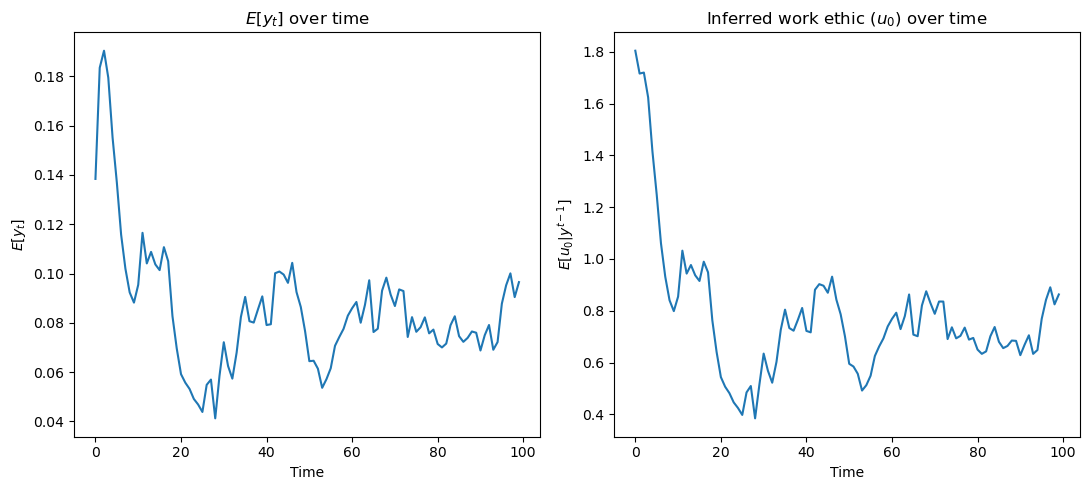 E[y_t] over time
E[y_t]
0.18
0.16
0.14
0.12
0.10
0.08
0.06
0.04
0 20 40 60 80 100
Time
Inferred work ethic (u_0) over time
E[u_0|y^{t-1}]
1.8
1.6
1.4
1.2
1.0
0.8
0.6
0.4
0 20 40 60 80 100
Time